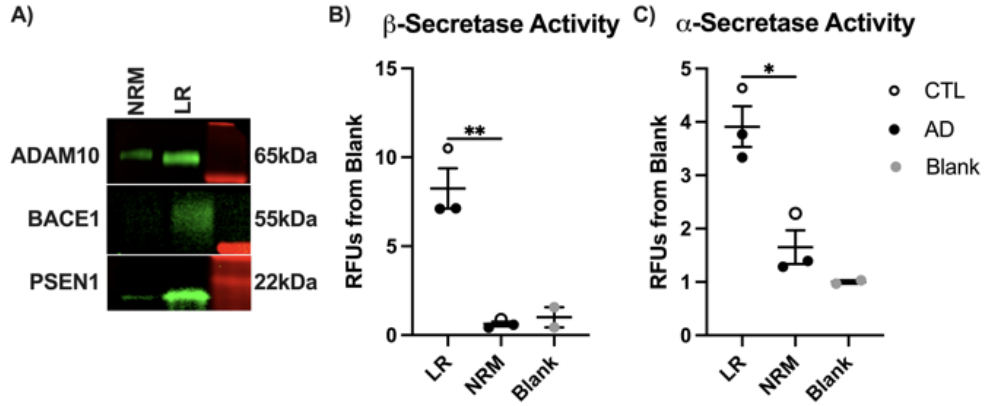 A)
NRM
LR
ADAM10
65kDa
BACE1
55kDa
PSEN1
22kDa
B)
β-Secretase Activity
RFUs from Blank
15
10
5
0
**
LR
NRM
Blank
C)
α-Secretase Activity
RFUs from Blank
5
4
3
2
1
0
*
LR
NRM
Blank
CTL
AD
Blank